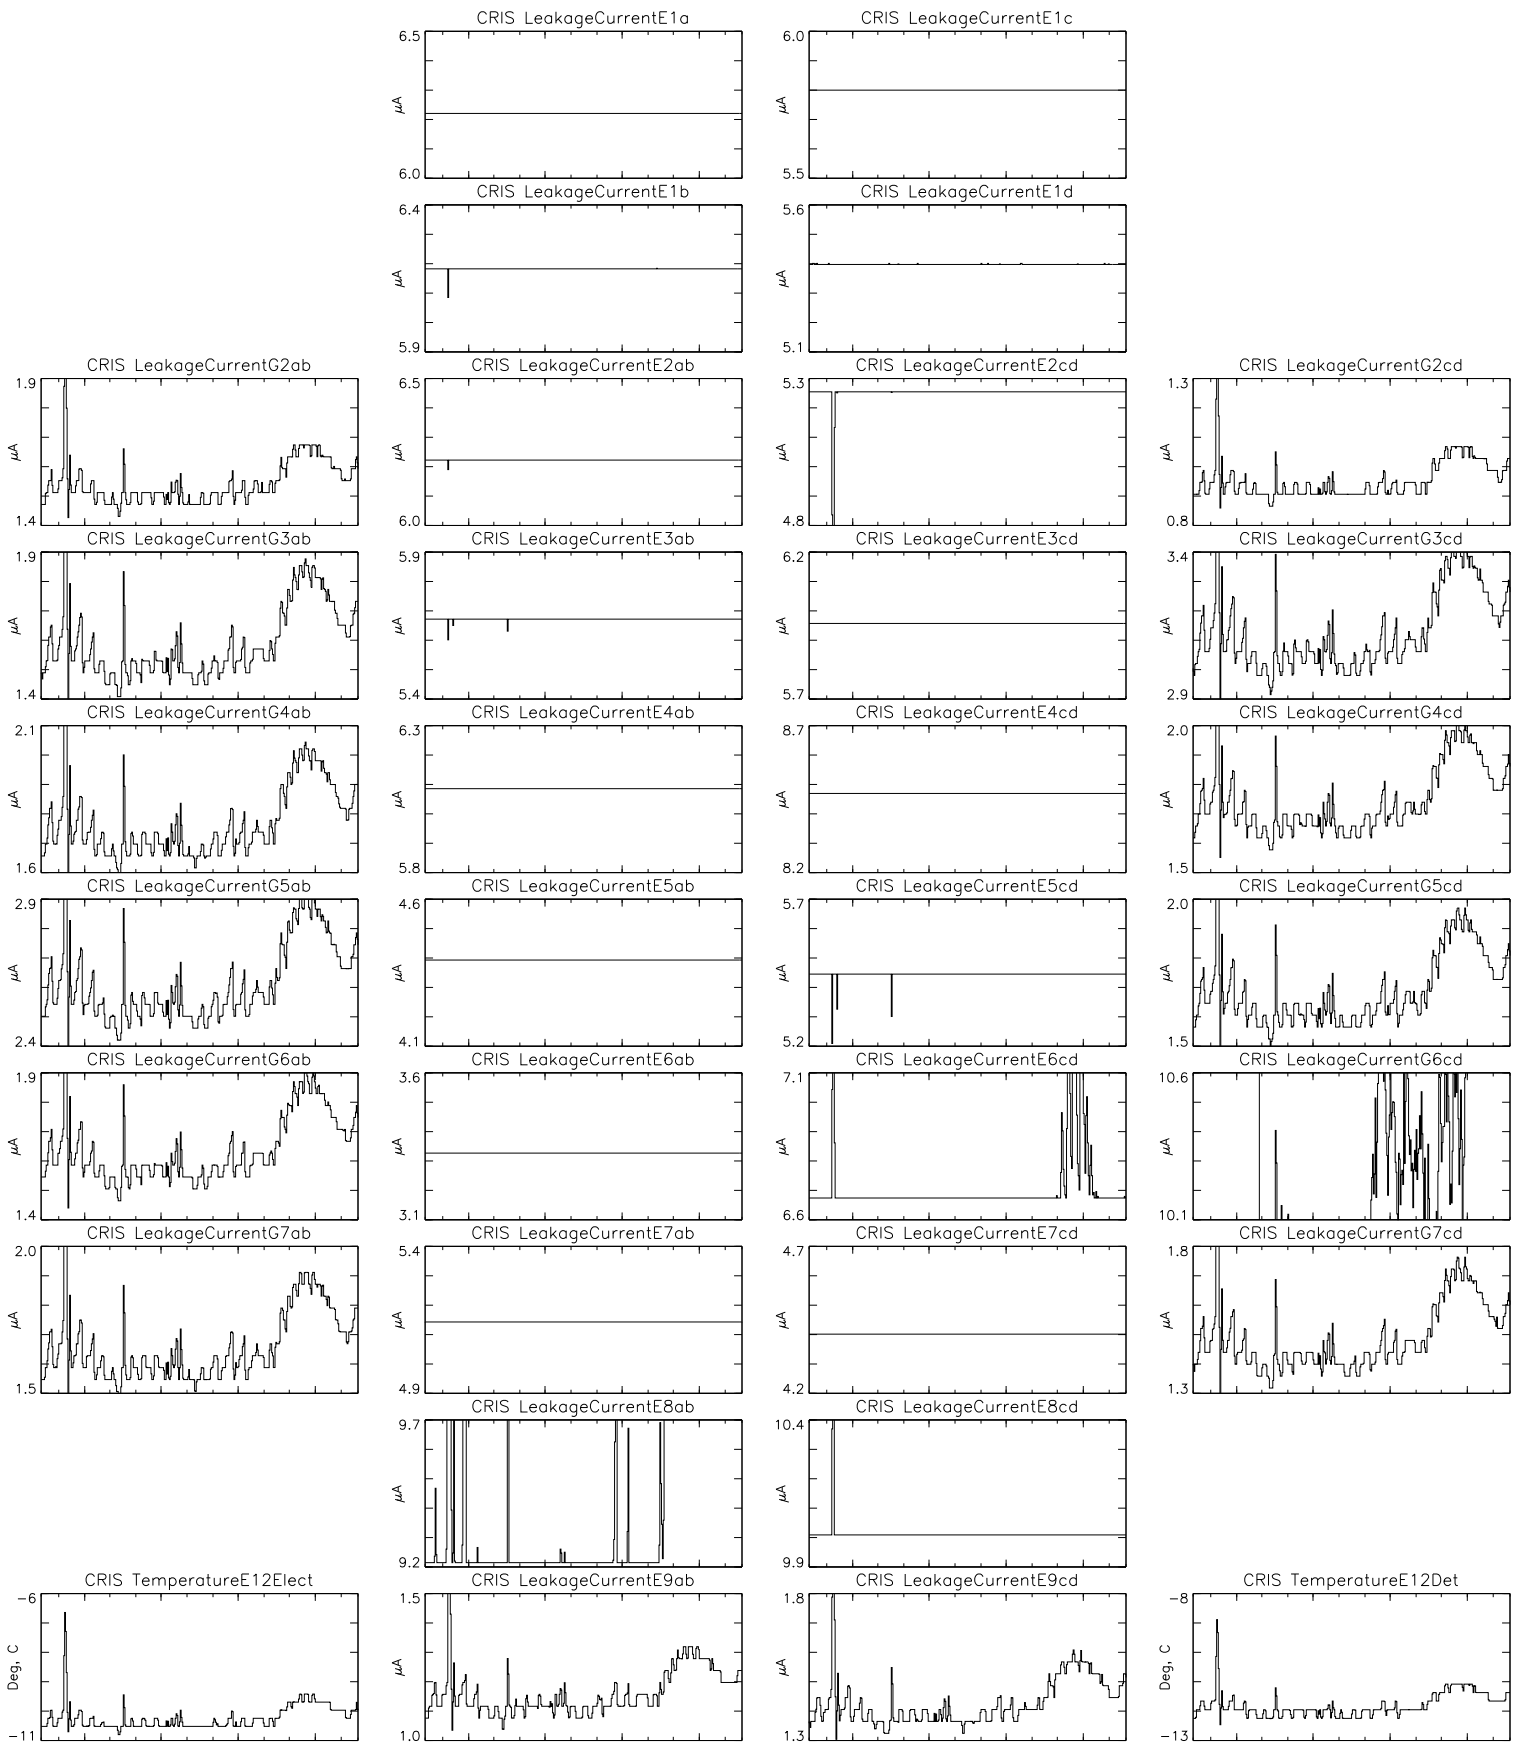 CRIS LeakageCurrentE1a
6.5
μA
6.0
CRIS LeakageCurrentE1c
6.0
μA
5.5
CRIS LeakageCurrentE1b
6.4
μA
5.9
CRIS LeakageCurrentE1d
5.6
μA
5.1
CRIS LeakageCurrentG2ab
1.9
μA
1.4
CRIS LeakageCurrentE2ab
6.5
μA
6.0
CRIS LeakageCurrentE2cd
5.3
μA
4.8
CRIS LeakageCurrentG2cd
1.3
μA
0.8
CRIS LeakageCurrentG3ab
1.9
μA
1.4
CRIS LeakageCurrentE3ab
5.9
μA
5.4
CRIS LeakageCurrentE3cd
6.2
μA
5.7
CRIS LeakageCurrentG3cd
3.4
μA
2.9
CRIS LeakageCurrentG4ab
2.1
μA
1.6
CRIS LeakageCurrentE4ab
6.3
μA
5.8
CRIS LeakageCurrentE4cd
8.7
μA
8.2
CRIS LeakageCurrentG4cd
2.0
μA
1.5
CRIS LeakageCurrentG5ab
2.9
μA
2.4
CRIS LeakageCurrentE5ab
4.6
μA
4.1
CRIS LeakageCurrentE5cd
5.7
μA
5.2
CRIS LeakageCurrentG5cd
2.0
μA
1.5
CRIS LeakageCurrentG6ab
1.9
μA
1.4
CRIS LeakageCurrentE6ab
3.6
μA
3.1
CRIS LeakageCurrentE6cd
7.1
μA
6.6
CRIS LeakageCurrentG6cd
10.6
μA
10.1
CRIS LeakageCurrentG7ab
2.0
μA
1.5
CRIS LeakageCurrentE7ab
5.4
μA
4.9
CRIS LeakageCurrentE7cd
4.7
μA
4.2
CRIS LeakageCurrentG7cd
1.8
μA
1.3
CRIS LeakageCurrentE8ab
9.7
μA
9.2
CRIS LeakageCurrentE8cd
10.4
μA
9.9
CRIS TemperatureE12Elect
−6
Deg, C
−11
CRIS LeakageCurrentE9ab
1.5
μA
1.0
CRIS LeakageCurrentE9cd
1.8
μA
1.3
CRIS TemperatureE12Det
−8
Deg, C
−13